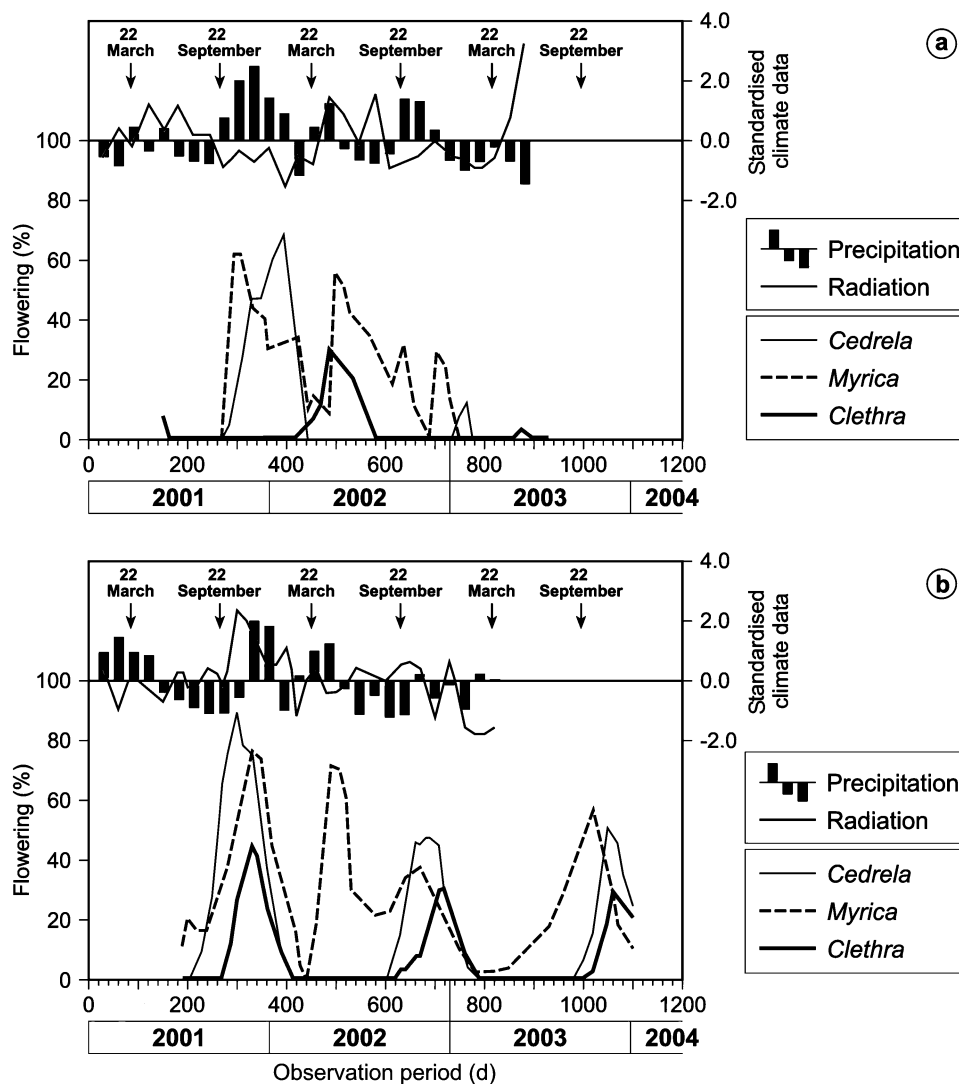 22 March
22 September
22 March
22 September
22 March
22 September
a
4.0
2.0
0.0
-2.0
Standardised climate data
100
80
60
40
20
0
Flowering (%)
Precipitation
Radiation
Cedrela
Myrica
Clethra
0 200 400 600 800 1000 1200
2001 2002 2003 2004
22 March
22 September
22 March
22 September
22 March
22 September
b
4.0
2.0
0.0
-2.0
Standardised climate data
100
80
60
40
20
0
Flowering (%)
Precipitation
Radiation
Cedrela
Myrica
Clethra
0 200 400 600 800 1000 1200
2001 2002 2003 2004
Observation period (d)